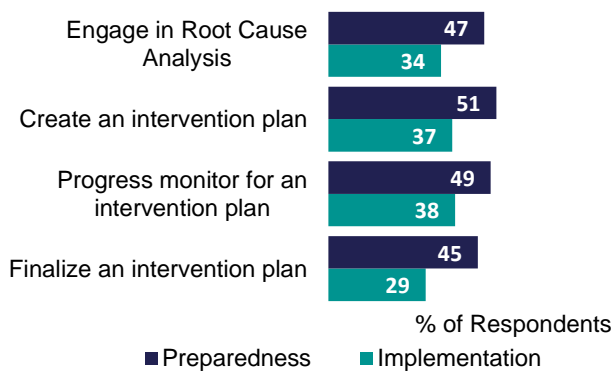 Engage in Root Cause
Analysis
47
34
Create an intervention plan
51
37
Progress monitor for an
intervention plan
49
38
Finalize an intervention plan
45
29
% of Respondents
Preparedness
Implementation